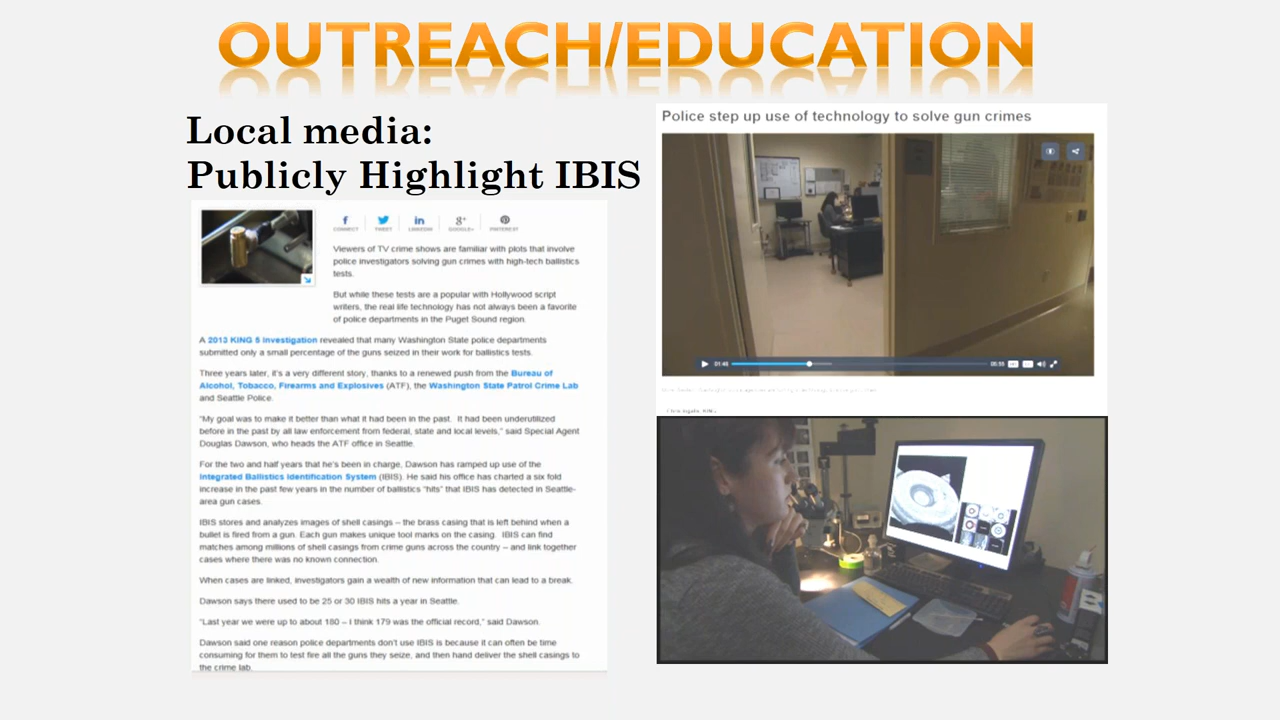 OUTREACH/EDUCATION
Local media:
Publicly Highlight IBIS
CONNECT TWEET LINKEDIN GOOGLE+ PINTEREST
Viewers of TV crime shows are familiar with plots that involve
police investigators solving gun crimes with high-tech ballistics
tests.
But while these tests are a popular with Hollywood script
writers, the real life technology has not always been a favorite
of police departments in the Puget Sound region.
A 2013 KING 5 Investigation revealed that many Washington State police departments
submitted only a small percentage of the guns seized in their work for ballistics tests.
Three years later, it's a very different story, thanks to a renewed push from the Bureau of
Alcohol, Tobacco, Firearms and Explosives (ATF), the Washington State Patrol Crime Lab
and Seattle Police.
"My goal was to make it better than what it had been in the past. It had been underutilized
before in the past by all law enforcement from federal, state and local levels," said Special Agent
Douglas Dawson, who heads the ATF office in Seattle.
For the two and half years that he's been in charge, Dawson has ramped up use of the
Integrated Ballistics Identification System (IBIS). He said his office has charted a six fold
increase in the past few years in the number of ballistics "hits" that IBIS has detected in Seattle-
area gun cases.
IBIS stores and analyzes images of shell casings – the brass casing that is left behind when a
bullet is fired from a gun. Each gun makes unique tool marks on the casing. IBIS can find
matches among millions of shell casings from crime guns across the country – and link together
cases where there was no known connection.
When cases are linked, investigators gain a wealth of new information that can lead to a break.
Dawson says there used to be 25 or 30 IBIS hits a year in Seattle.
"Last year we were up to about 180 – I think 179 was the official record," said Dawson.
Dawson said one reason police departments don't use IBIS is because it can often be time
consuming for them to test fire all the guns they seize, and then hand deliver the shell casings to
the crime lab.
Police step up use of technology to solve gun crimes
01:45